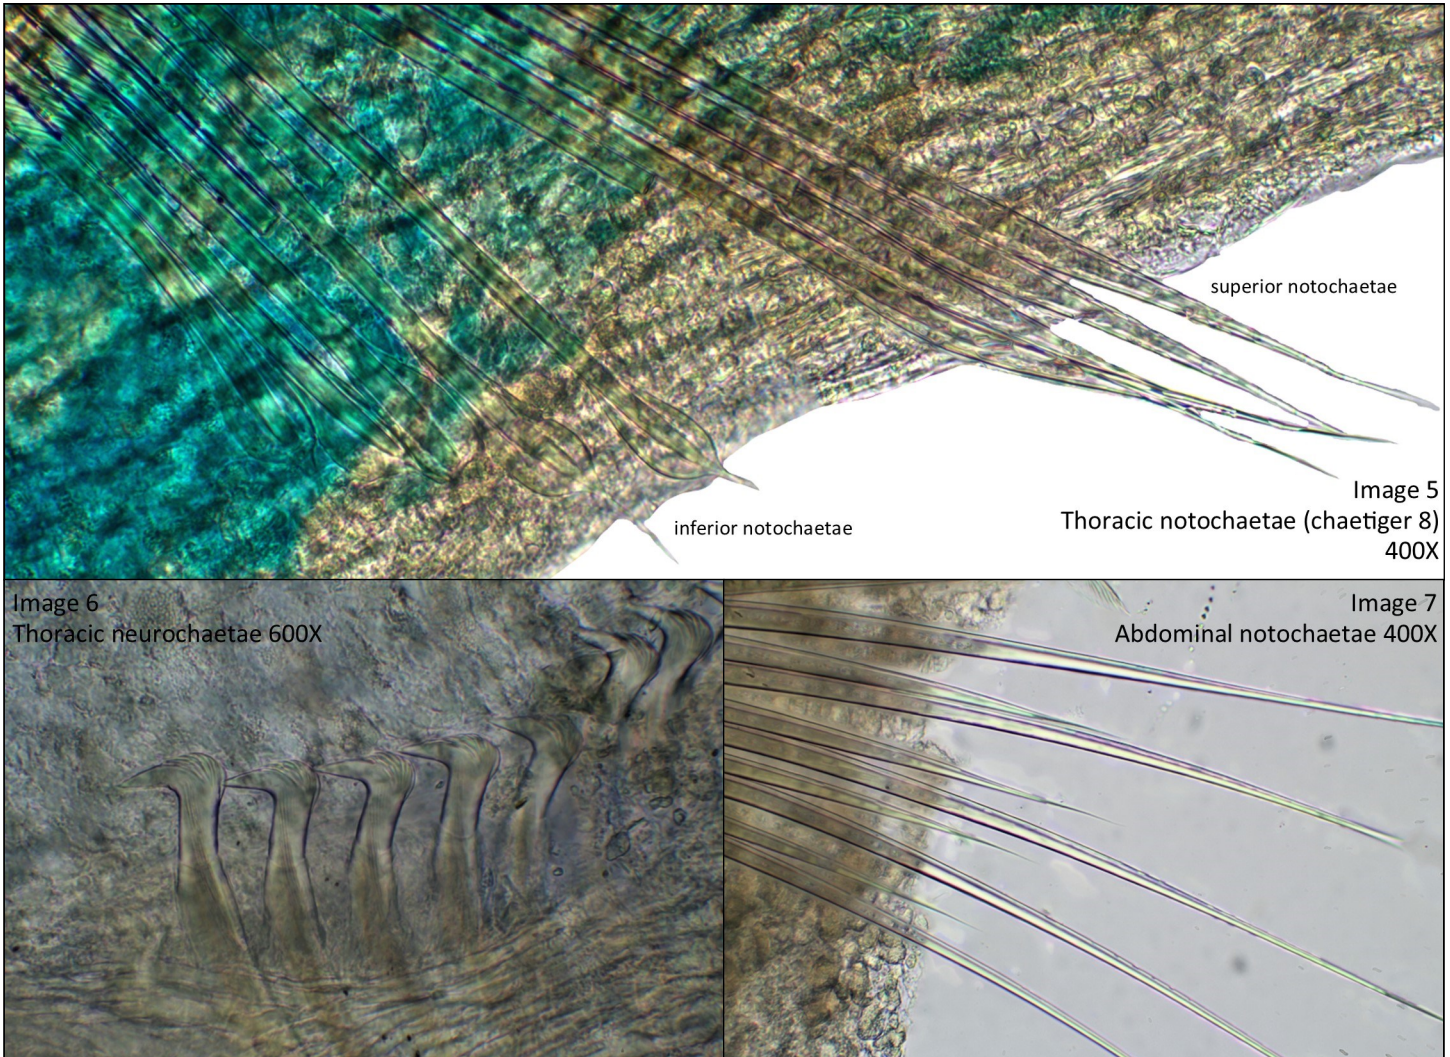 superior notochaetae
inferior notochaetae
Image 5
Thoracic notochaetae (chaetiger 8)
400X
Image 6
Thoracic neurochaetae 600X
Image 7
Abdominal notochaetae 400X